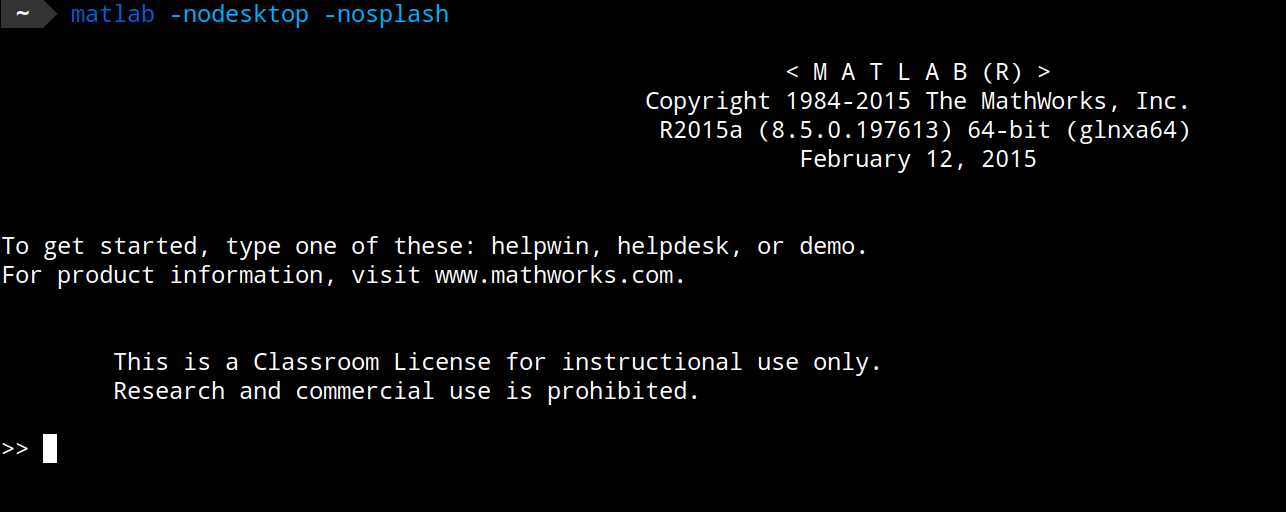 ~ matlab -nodesktop -nosplash
< M A T L A B (R) >
Copyright 1984-2015 The MathWorks, Inc.
R2015a (8.5.0.197613) 64-bit (glnxa64)
February 12, 2015
To get started, type one of these: helpwin, helpdesk, or demo.
For product information, visit www.mathworks.com.
This is a Classroom License for instructional use only.
Research and commercial use is prohibited.
>>